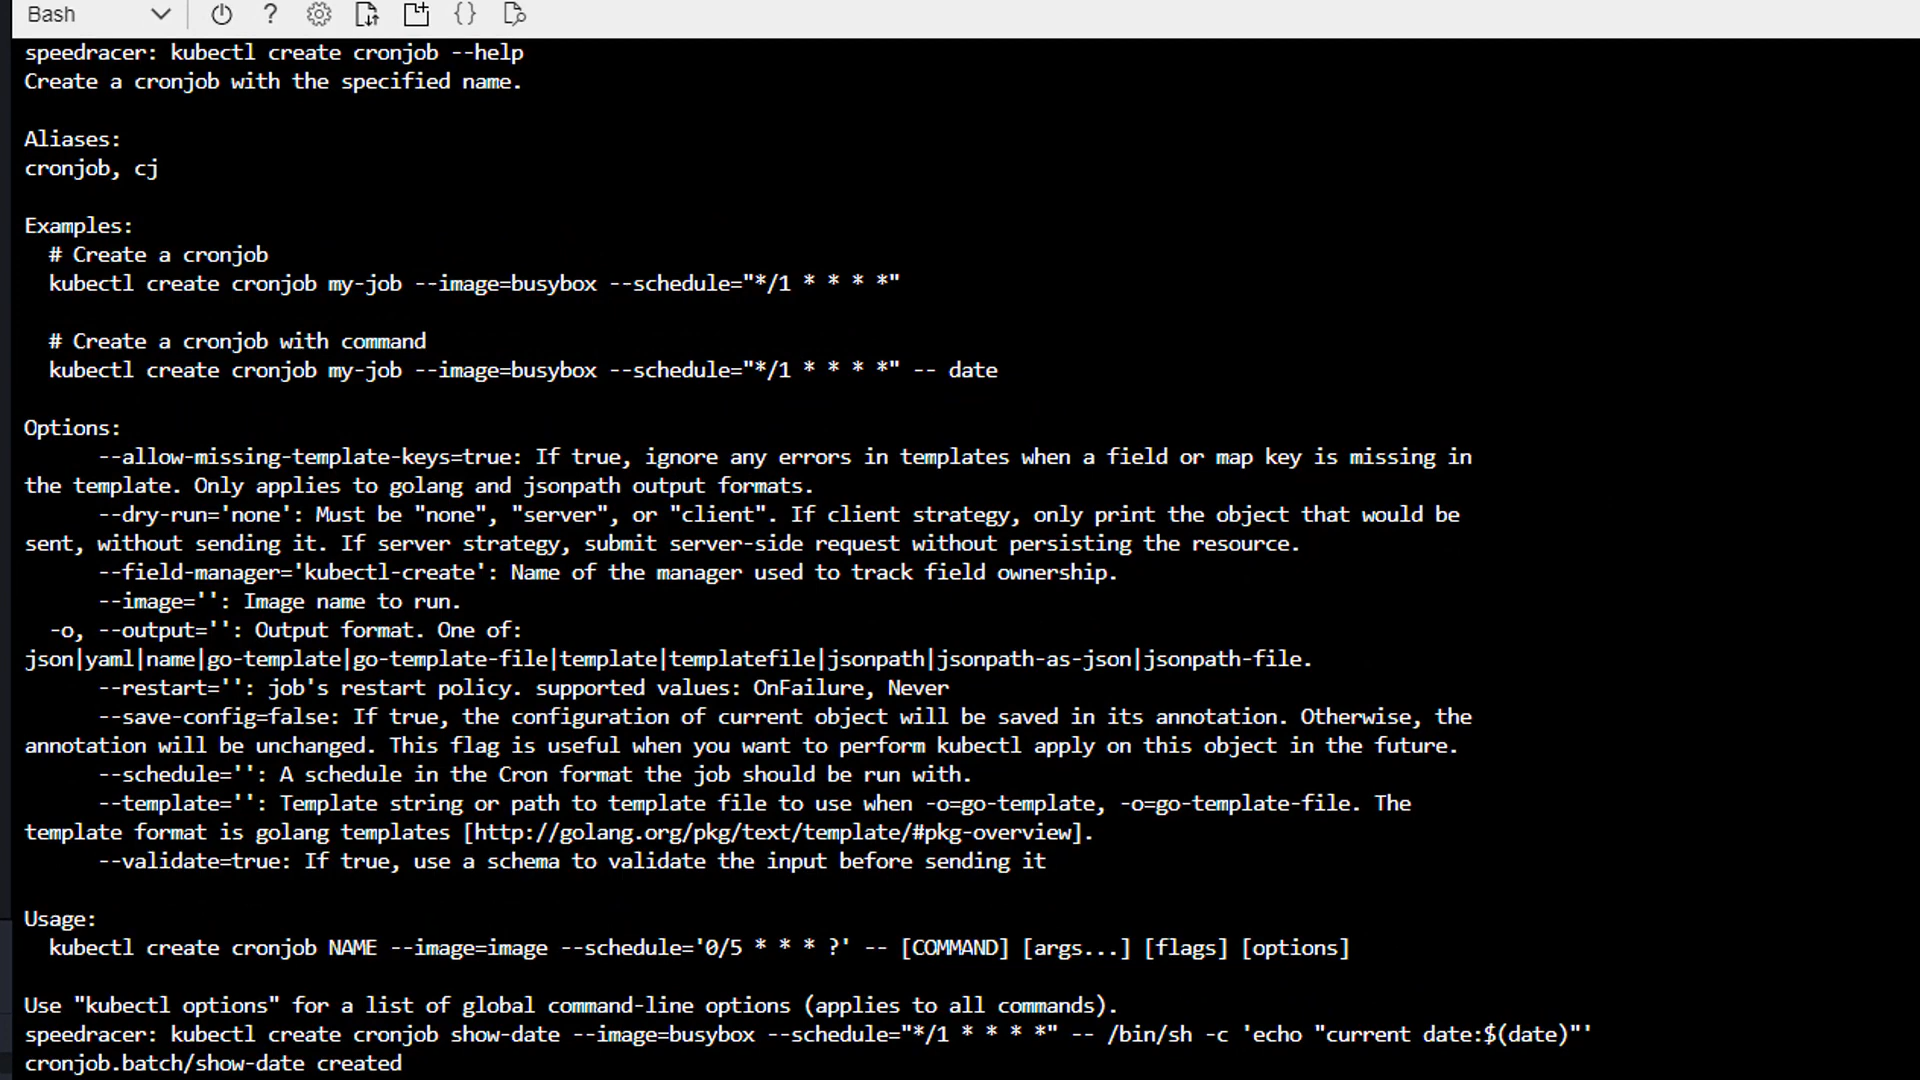 Bash
speedracer: kubectl create cronjob --help
Create a cronjob with the specified name.
Aliases:
cronjob, cj
Examples:
# Create a cronjob
kubectl create cronjob my-job --image=busybox --schedule="*/1 * * * *"
# Create a cronjob with command
kubectl create cronjob my-job --image=busybox --schedule="*/1 * * * *" -- date
Options:
--allow-missing-template-keys=true: If true, ignore any errors in templates when a field or map key is missing in
the template. Only applies to golang and jsonpath output formats.
--dry-run='none': Must be "none", "server", or "client". If client strategy, only print the object that would be
sent, without sending it. If server strategy, submit server-side request without persisting the resource.
--field-manager='kubectl-create': Name of the manager used to track field ownership.
--image='': Image name to run.
-o, --output='': Output format. One of:
json|yaml|name|go-template|go-template-file|template|templatefile|jsonpath|jsonpath-as-json|jsonpath-file.
--restart='': job's restart policy. supported values: OnFailure, Never
--save-config=false: If true, the configuration of current object will be saved in its annotation. Otherwise, the
annotation will be unchanged. This flag is useful when you want to perform kubectl apply on this object in the future.
--schedule='': A schedule in the Cron format the job should be run with.
--template='': Template string or path to template file to use when -o=go-template, -o=go-template-file. The
template format is golang templates [http://golang.org/pkg/text/template/#pkg-overview].
--validate=true: If true, use a schema to validate the input before sending it
Usage:
kubectl create cronjob NAME --image=image --schedule='0/5 * * * ?' -- [COMMAND] [args...] [flags] [options]
Use "kubectl options" for a list of global command-line options (applies to all commands).
speedracer: kubectl create cronjob show-date --image=busybox --schedule="*/1 * * * *" -- /bin/sh -c 'echo "current date:$(date)"'
cronjob.batch/show-date created